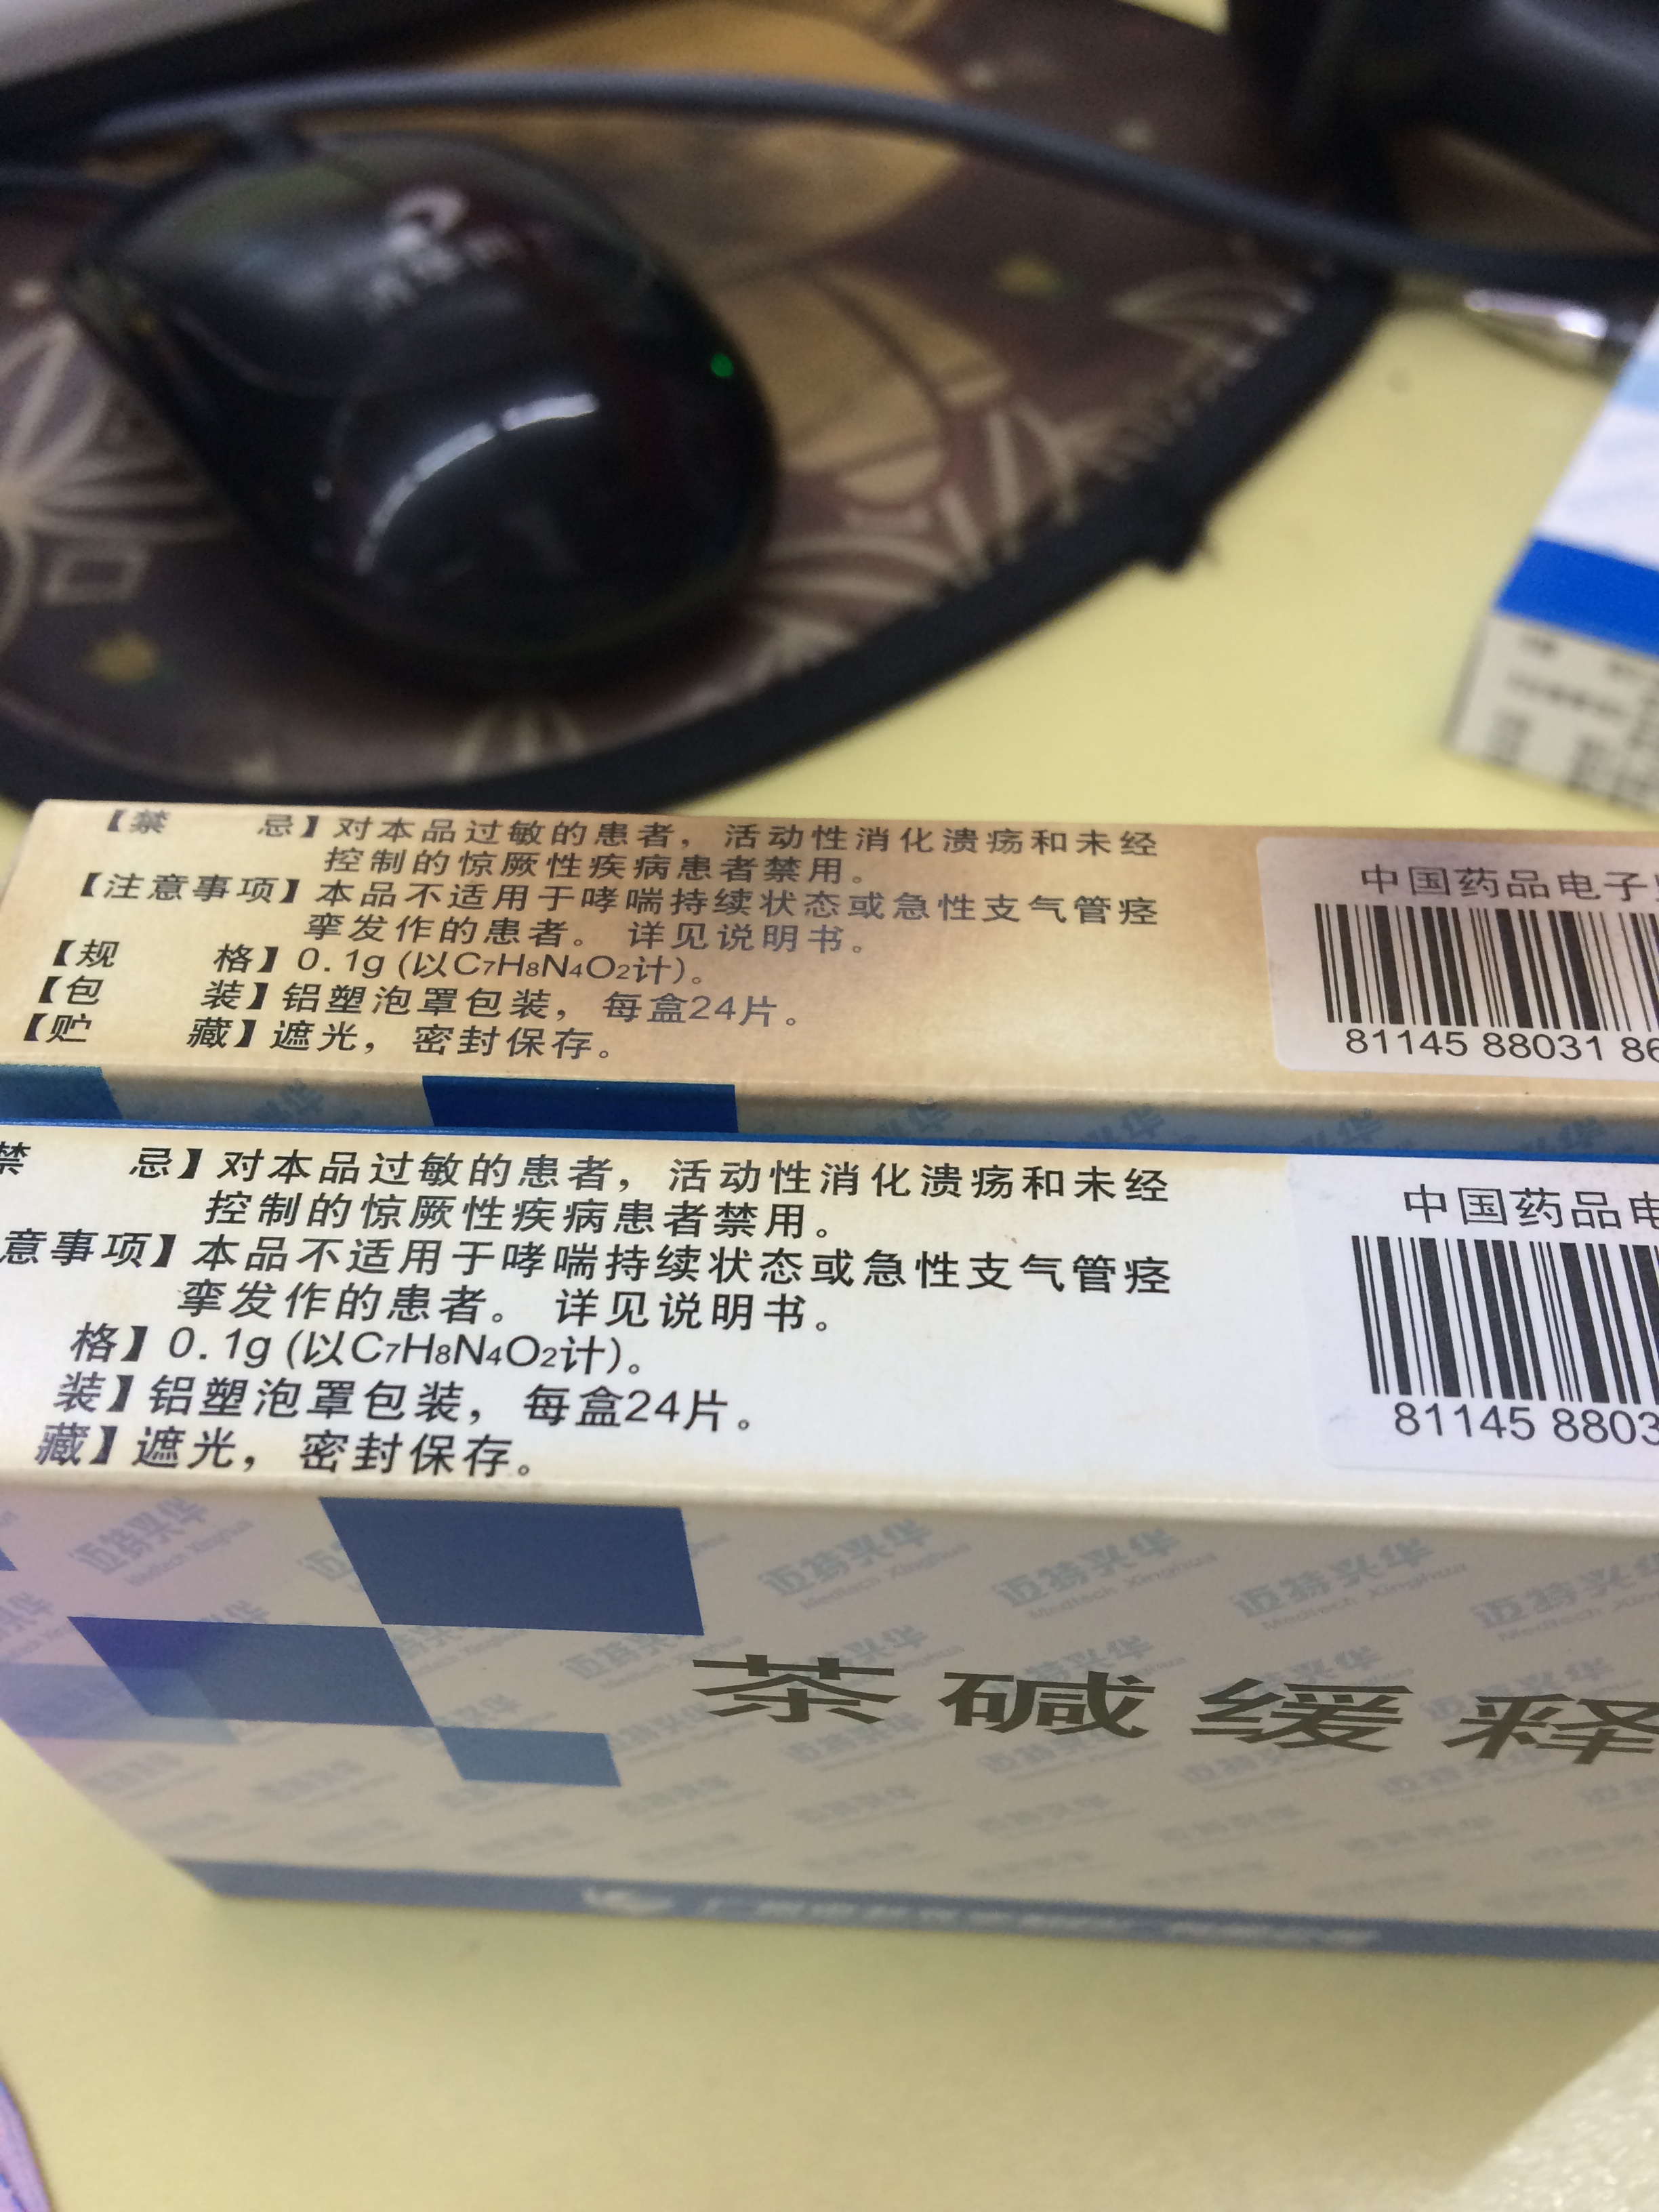 【禁 忌】对本品过敏的患者，活动性消化溃疡和未经
控制的惊厥性疾病患者禁用。
【注意事项】本品不适用于哮喘持续状态或急性支气管痉
挛发作的患者。 详见说明书。
【规 格】0.1g (以C7H8N4O2计)。
【包 装】铝塑泡罩包装，每盒24片。
【贮 藏】遮光，密封保存。
中国药品电子
81145 88031 86
禁 忌】对本品过敏的患者，活动性消化溃疡和未经
控制的惊厥性疾病患者禁用。
意事项】本品不适用于哮喘持续状态或急性支气管痉
挛发作的患者。 详见说明书。
格】0.1g (以C7H8N4O2计)。
装】铝塑泡罩包装，每盒24片。
藏】遮光，密封保存。
中国药品电
81145 8803
迈特兴华
Medtech Xinghua
茶碱缓释